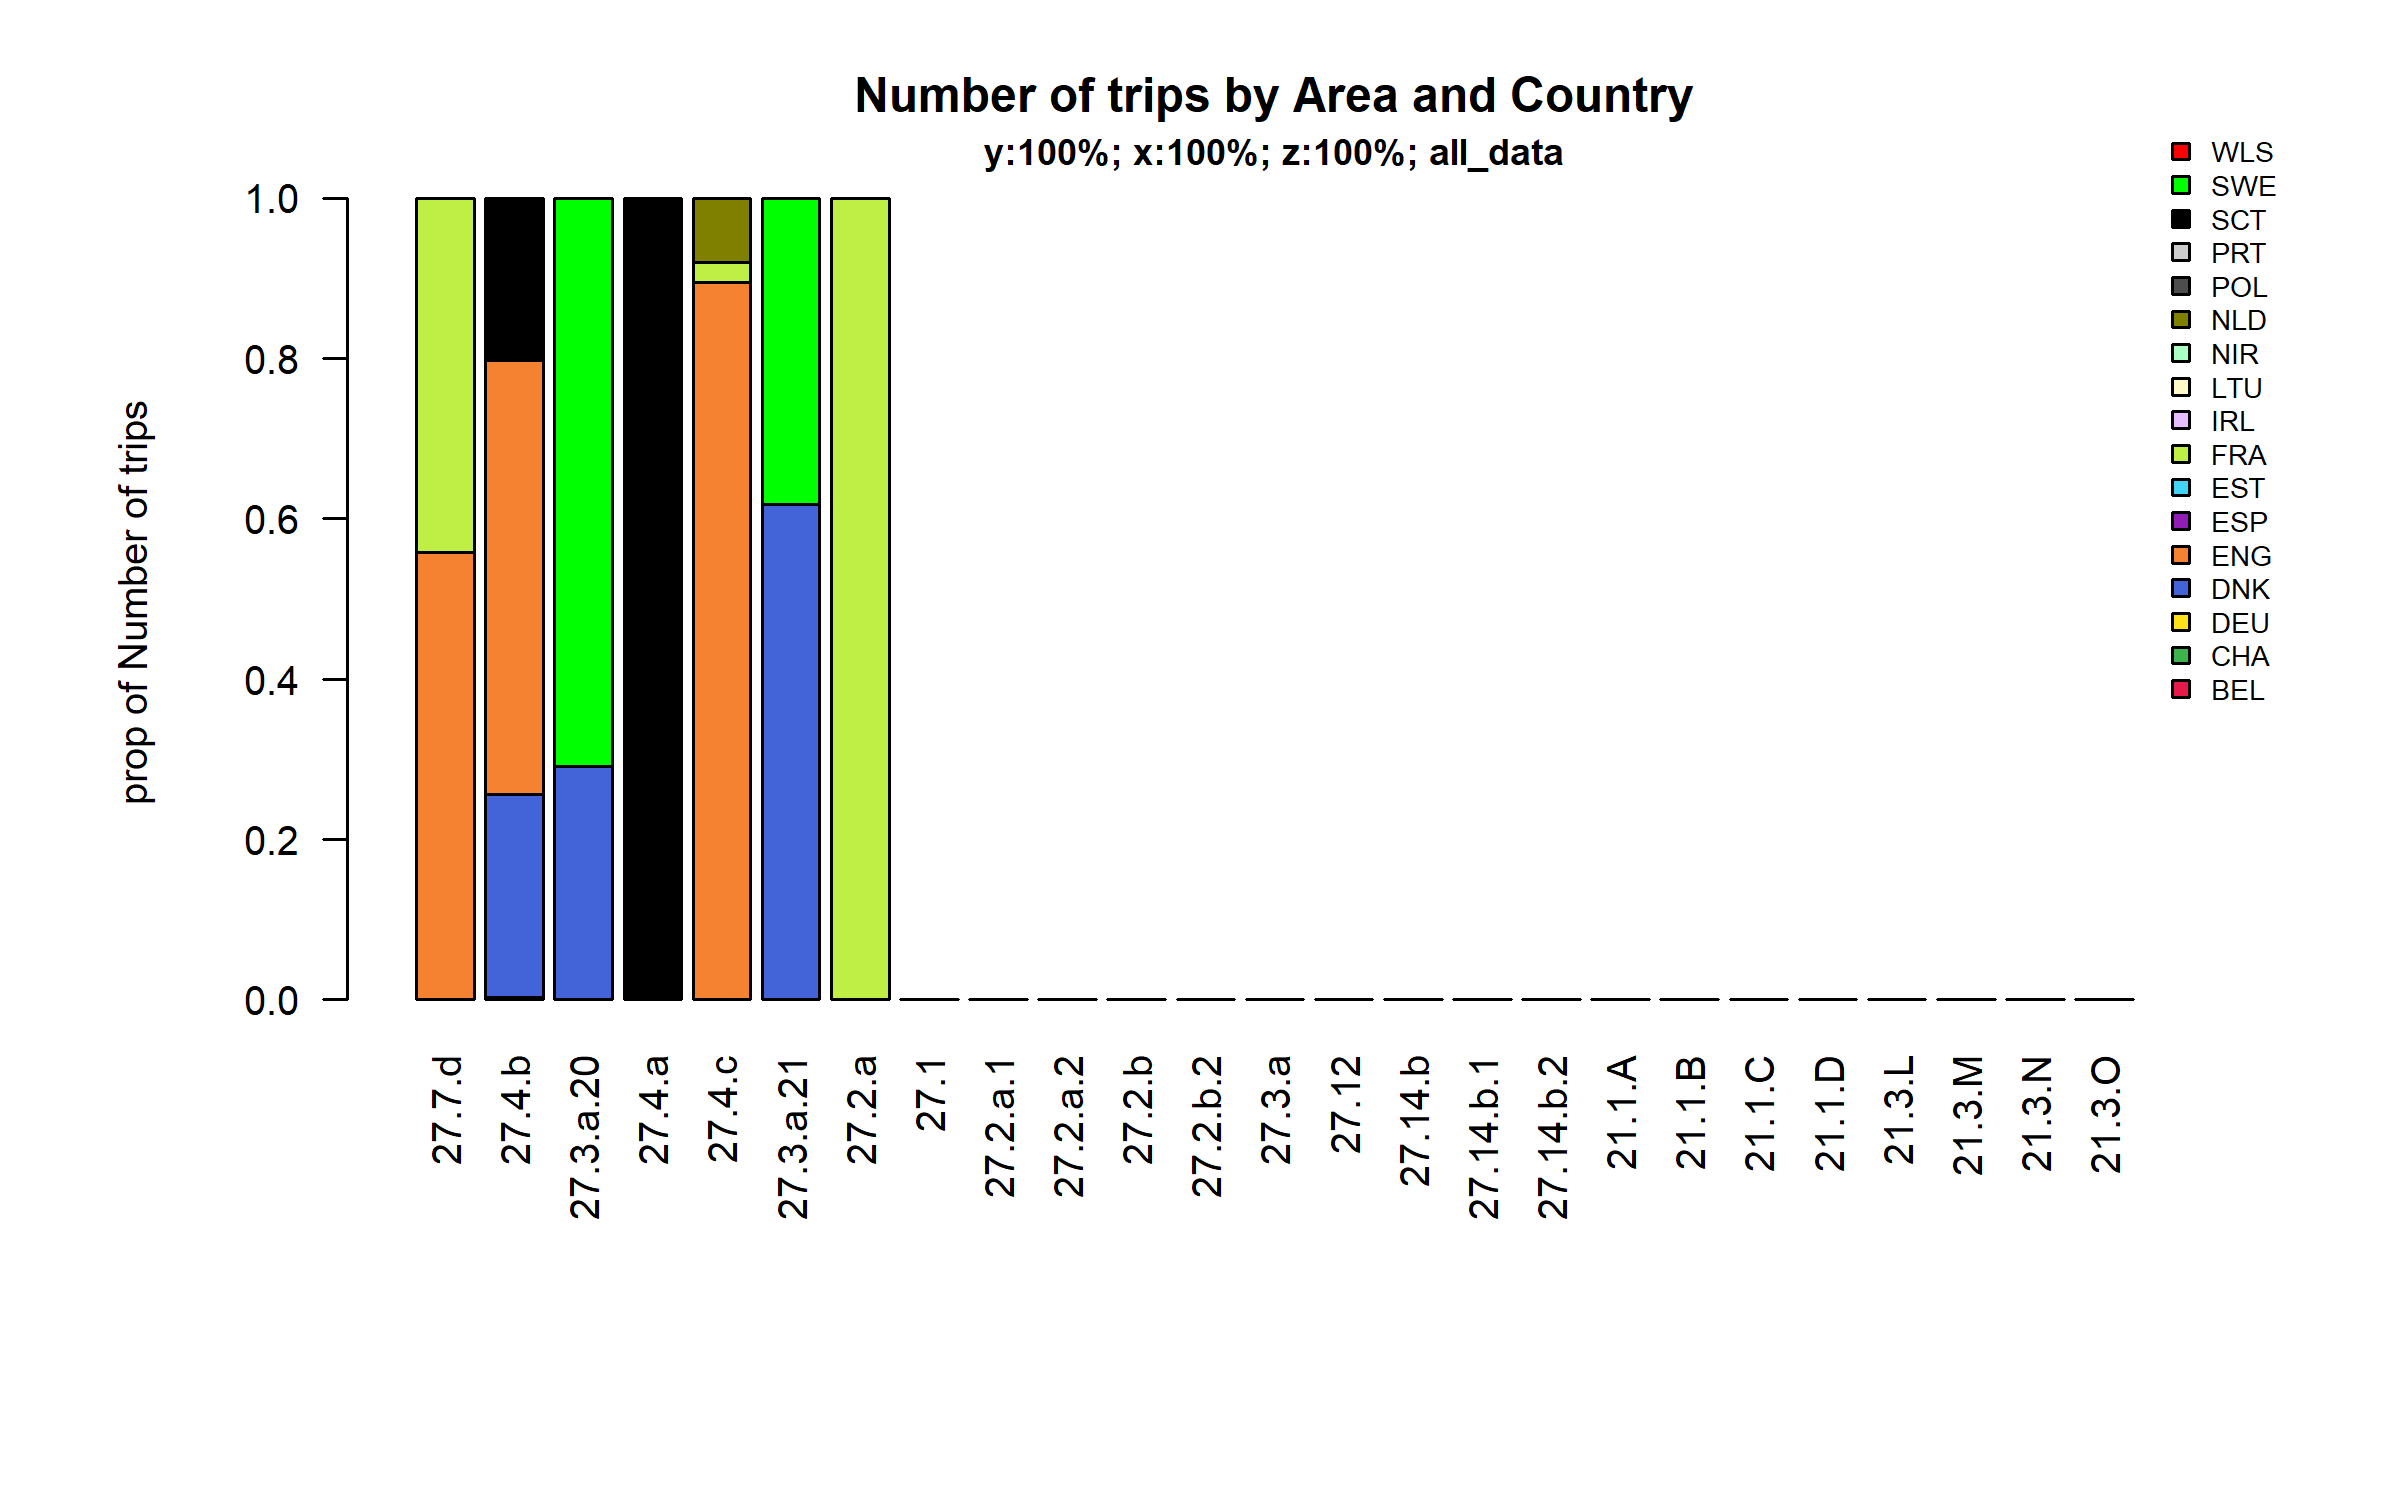 Number of trips by Area and Country
y:100%; x:100%; z:100%; all_data
prop of Number of trips
1.0
0.8
0.6
0.4
0.2
0.0
27.7.d
27.4.b
27.3.a.20
27.4.a
27.4.c
27.3.a.21
27.2.a
27.1
27.2.a.1
27.2.a.2
27.2.b
27.2.b.2
27.3.a
27.12
27.14.b
27.14.b.1
27.14.b.2
21.1.A
21.1.B
21.1.C
21.1.D
21.3.L
21.3.M
21.3.N
21.3.O
WLS
SWE
SCT
PRT
POL
NLD
NIR
LTU
IRL
FRA
EST
ESP
ENG
DNK
DEU
CHA
BEL